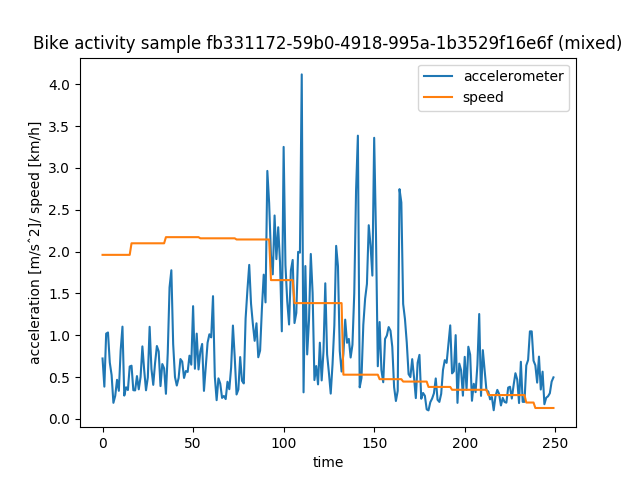 Bike activity sample fb331172-59b0-4918-995a-1b3529f16e6f (mixed)
accelerometer
speed
acceleration [m/s^2]/ speed [km/h]
4.0
3.5
3.0
2.5
2.0
1.5
1.0
0.5
0.0
0 50 100 150 200 250
time